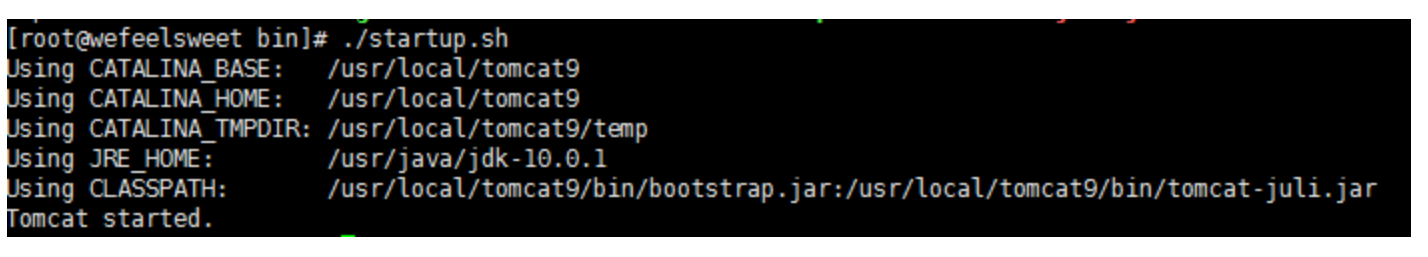 [root@wefeelsweet bin]# ./startup.sh
Using CATALINA_BASE:   /usr/local/tomcat9
Using CATALINA_HOME:   /usr/local/tomcat9
Using CATALINA_TMPDIR: /usr/local/tomcat9/temp
Using JRE_HOME:        /usr/java/jdk-10.0.1
Using CLASSPATH:       /usr/local/tomcat9/bin/bootstrap.jar:/usr/local/tomcat9/bin/tomcat-juli.jar
Tomcat started.